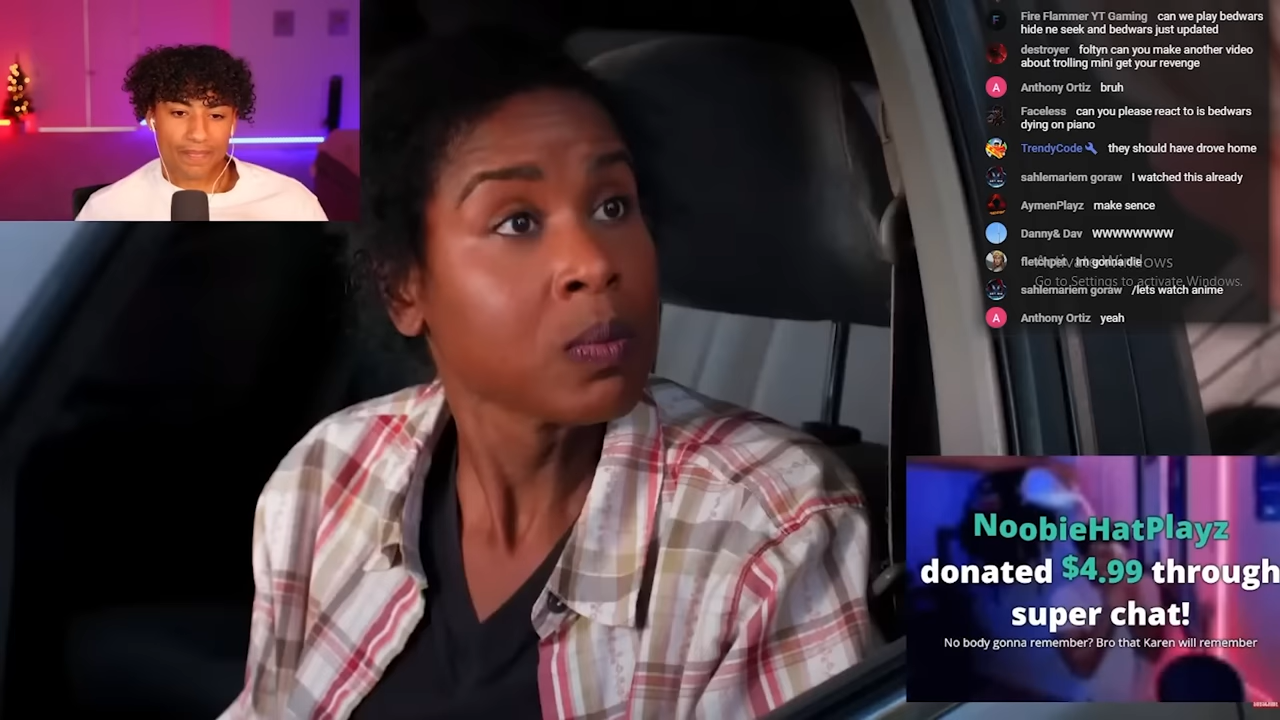 Fire Flammer YT Gaming can we play bedwars
hide ne seek and bedwars just updated
destroyer foltyn can you make another video
about trolling mini get your revenge
A Anthony Ortiz bruh
Faceless can you please react to is bedwars
dying on piano
TrendyCode they should have drove home
sahlemariem goraw I watched this already
AymenPlayz make sence
Danny& Dav WWWWWWWW
Im gonna die
Go to Settings to activate Windows.
sahlemariem goraw /lets watch anime
A Anthony Ortiz yeah
NoobieHatPlayz
donated $4.99 through
super chat!
No body gonna remember? Bro that Karen will remember